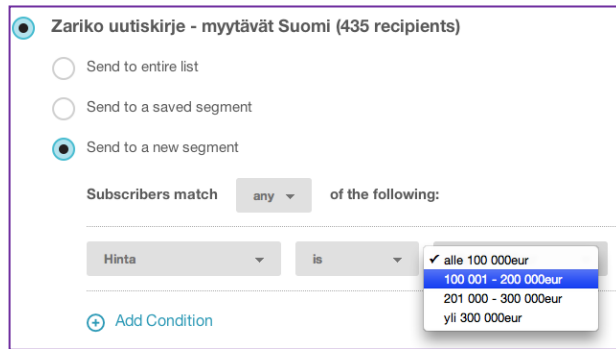 Zariko uutiskirje - myytävät Suomi (435 recipients)
Send to entire list
Send to a saved segment
Send to a new segment
Subscribers match any of the following:
Hinta is ✓ alle 100 000eur
100 001 - 200 000eur
201 000 - 300 000eur
yli 300 000eur
Add Condition